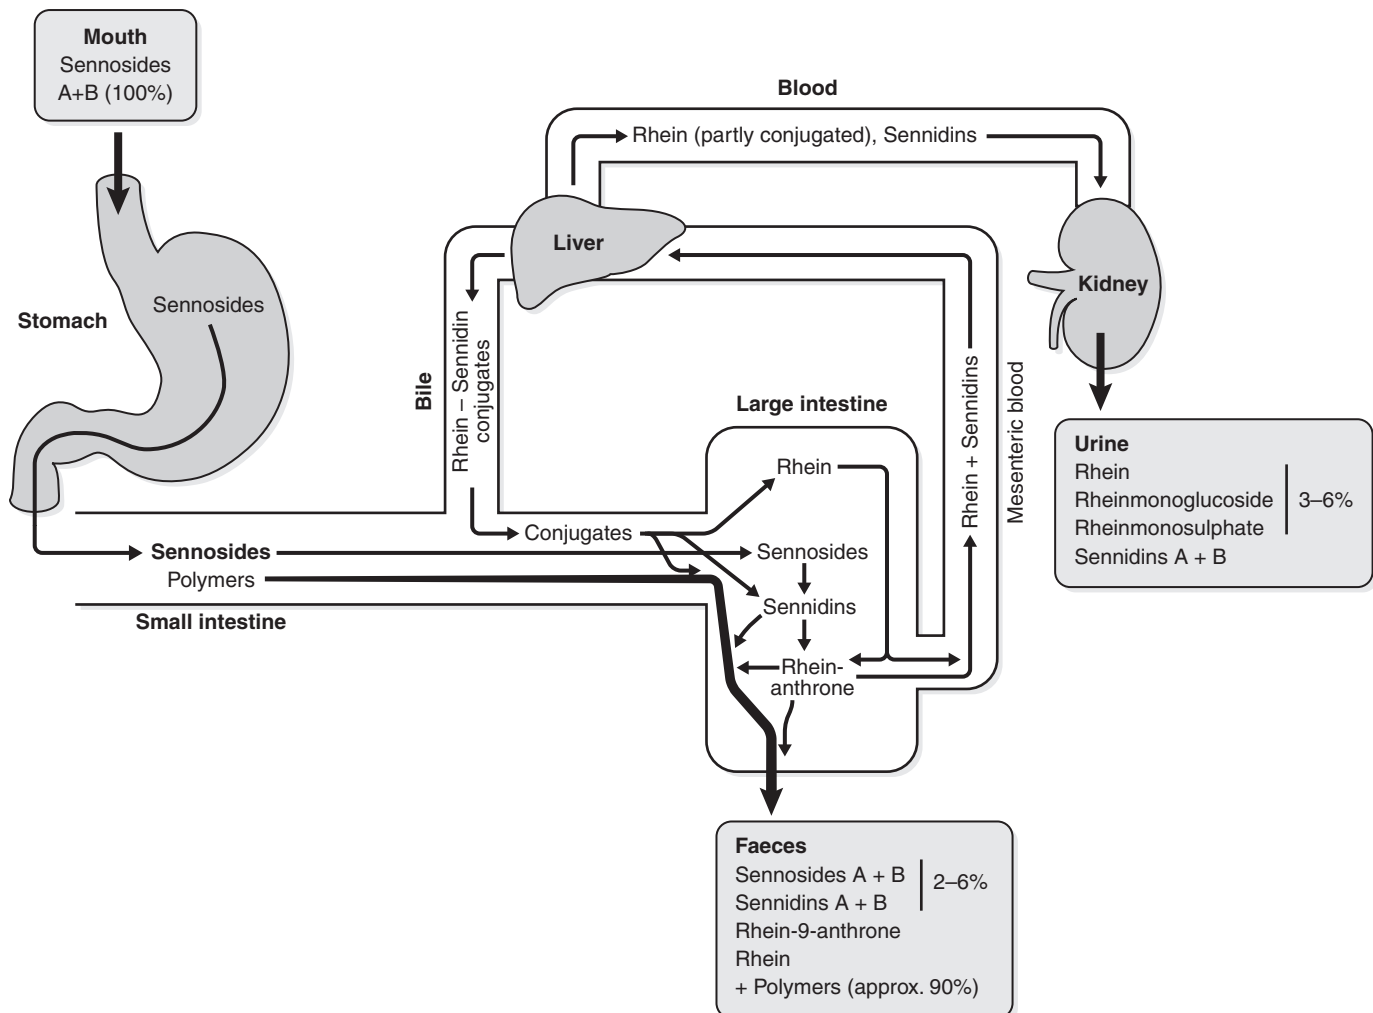 Mouth
Sennosides
A+B (100%)
Blood
Rhein (partly conjugated), Sennidins
Liver
Kidney
Stomach
Sennosides
Bile
Rhein – Sennidin
conjugates
Rhein + Sennidins
Mesenteric blood
Large intestine
Rhein
Conjugates
Sennosides
Sennosides
Polymers
Sennidins
Small intestine
Rhein-
anthrone
Urine
Rhein
Rheinmonoglucoside
3–6%
Rheinmonosulphate
Sennidins A + B
Faeces
Sennosides A + B
2–6%
Sennidins A + B
Rhein-9-anthrone
Rhein
+ Polymers (approx. 90%)